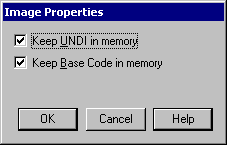 Image Properties
Keep UNDI in memory
Keep Base Code in memory
OK Cancel Help